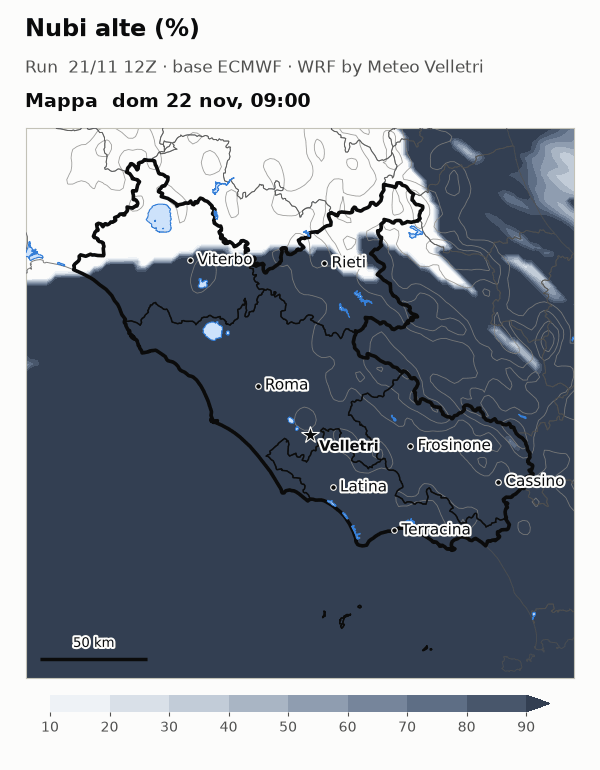 Nubi alte (%)
Run  21/11 12Z · base ECMWF · WRF by Meteo Velletri
Mappa  dom 22 nov, 09:00
Viterbo
Rieti
Roma
Velletri
Frosinone
Cassino
Latina
Terracina
50 km
10 20 30 40 50 60 70 80 90